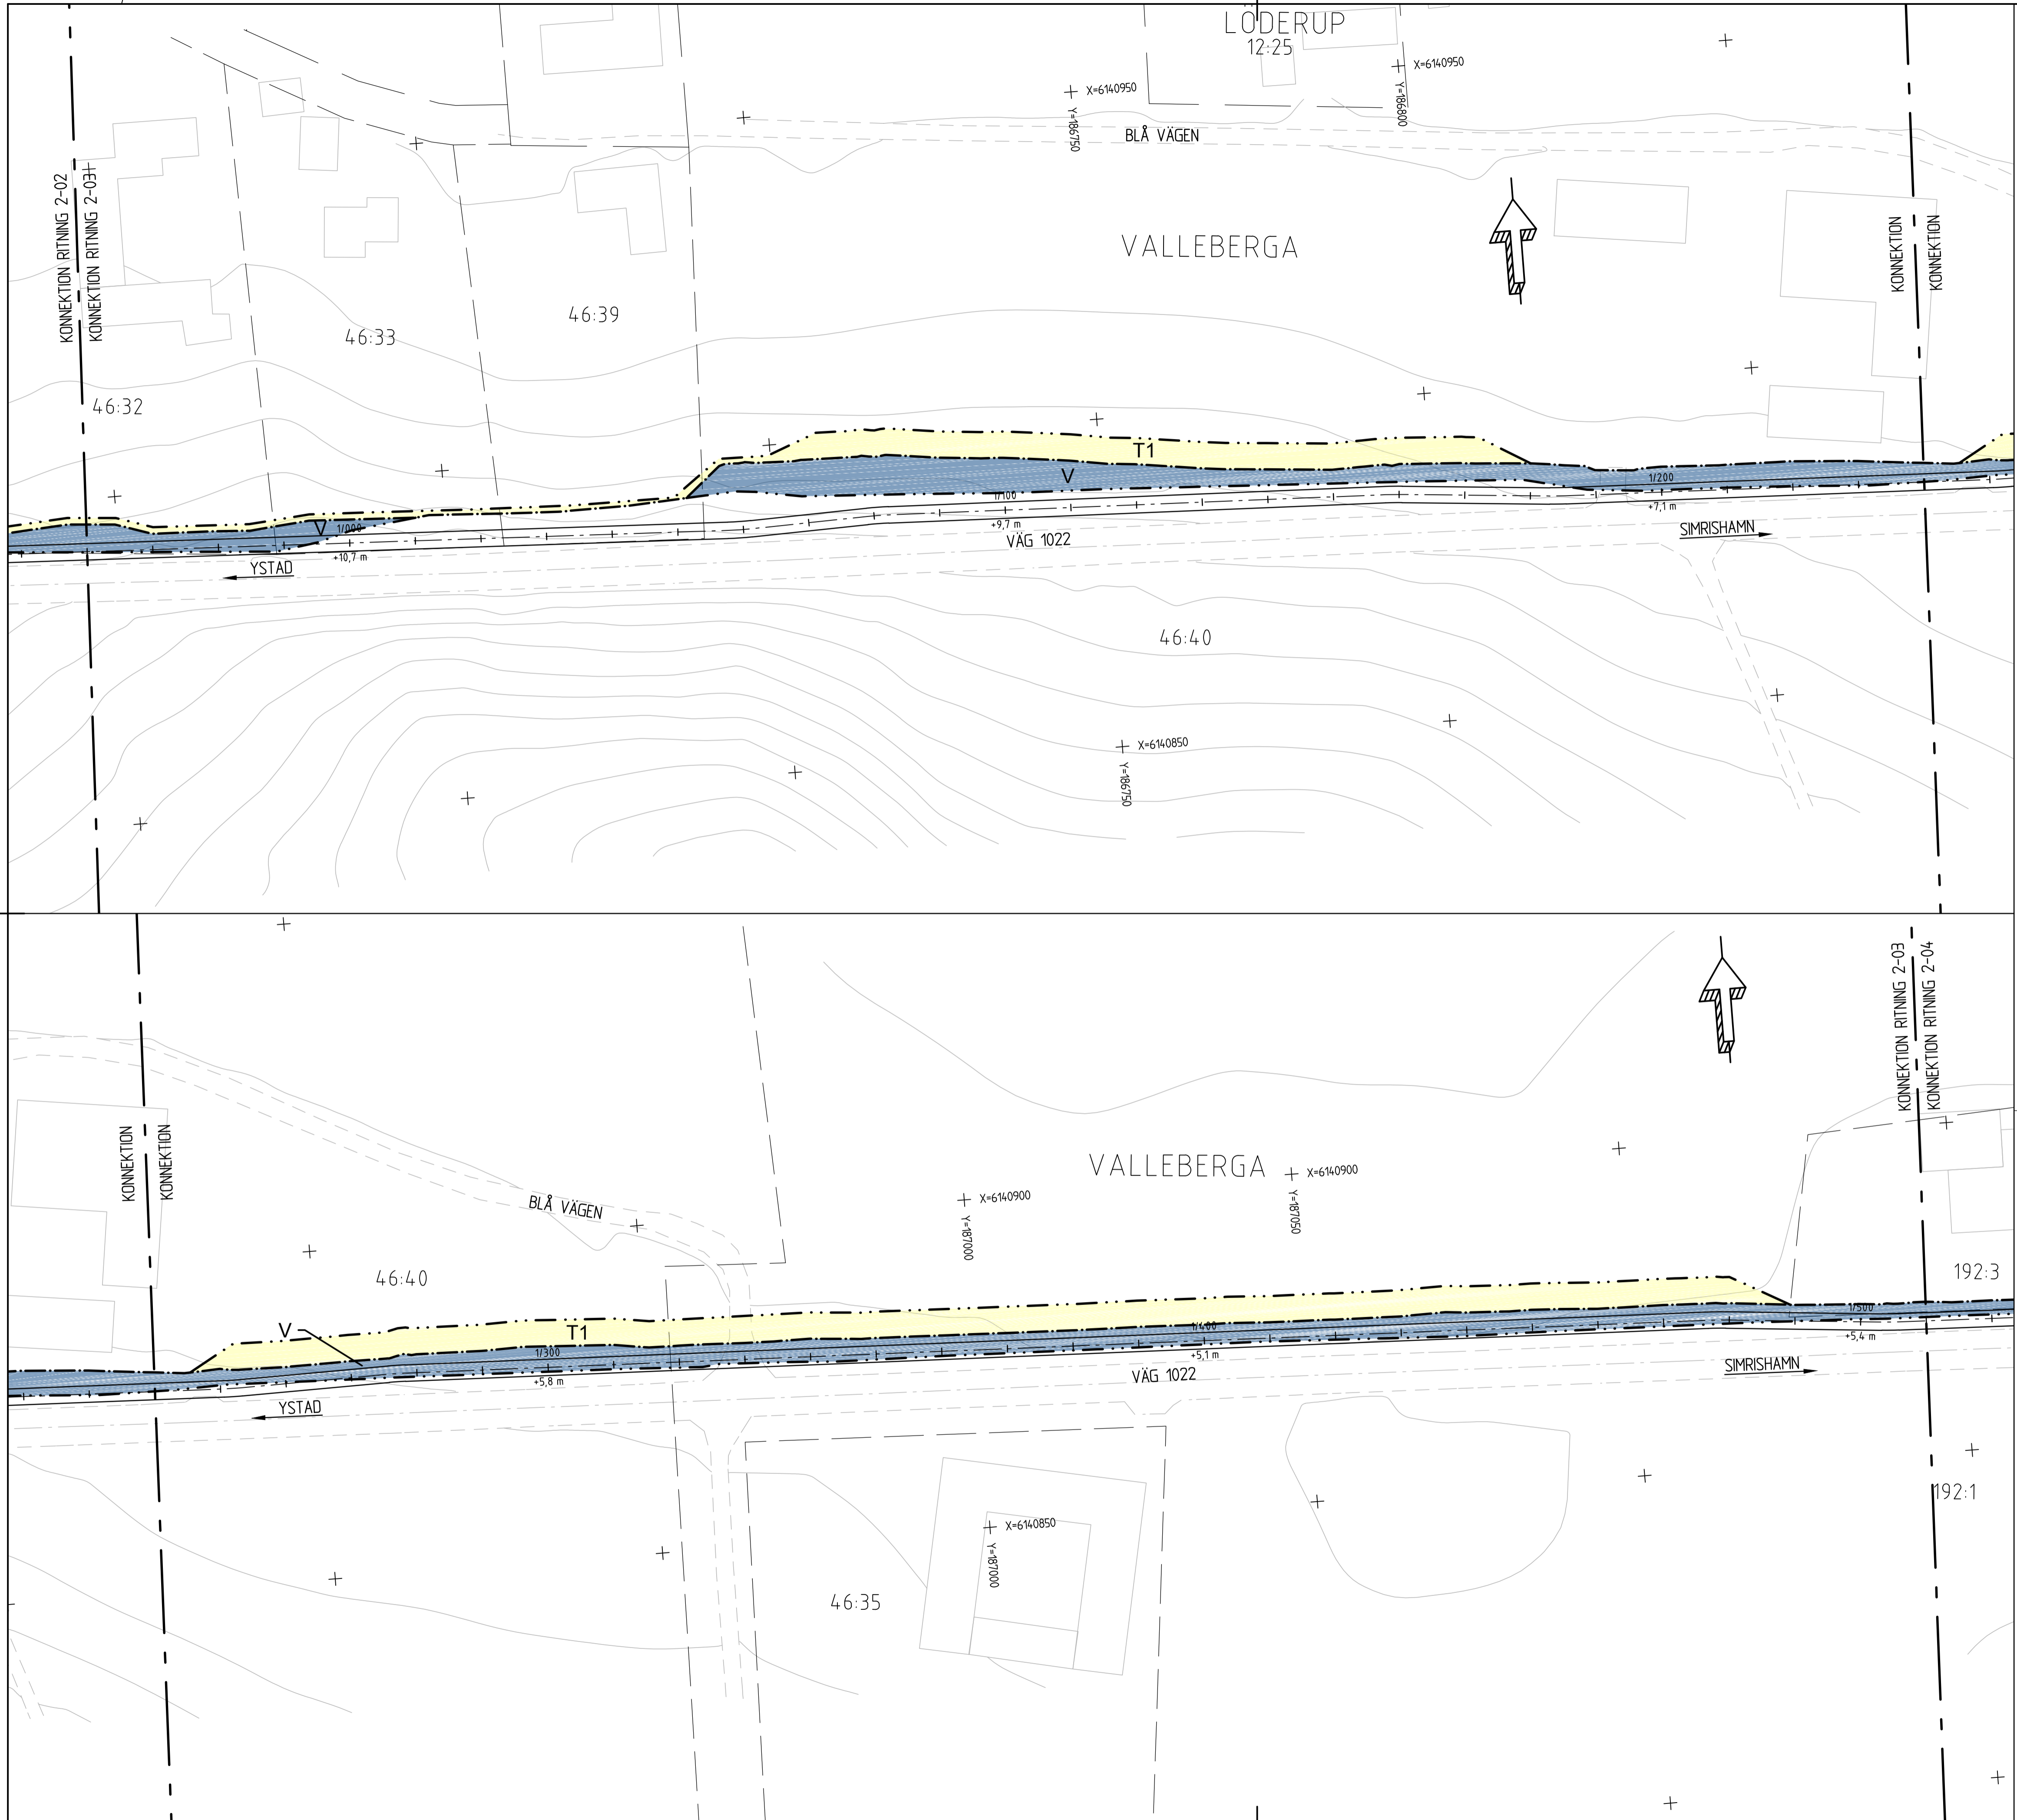 LÖDERUP
12:25
X=6140950
Y=186800
X=6140950
Y=186750
BLÅ VÄGEN
KONNEKTION RITNING 2-02
KONNEKTION RITNING 2-03
VALLEBERGA
KONNEKTION
KONNEKTION
46:39
46:33
46:32
T1
V
1/200
1/100
V
1/000
+7,1 m
+9,7 m
SIMRISHAMN
VÄG 1022
+10,7 m
YSTAD
46:40
X=6140850
Y=186750
KONNEKTION RITNING 2-03
KONNEKTION RITNING 2-04
KONNEKTION
KONNEKTION
VALLEBERGA
X=6140900
Y=187050
X=6140900
Y=187000
BLÅ VÄGEN
46:40
192:3
1/500
V
T1
1/400
+5,4 m
1/300
+5,1 m
SIMRISHAMN
VÄG 1022
+5,8 m
YSTAD
192:1
X=6140850
Y=187000
46:35